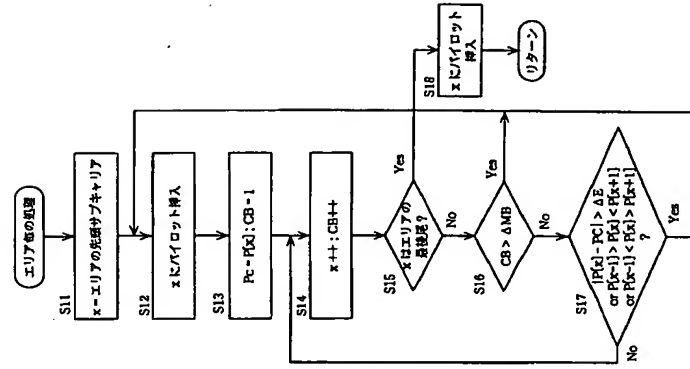 エリア毎の処理
S11
x=エリアの先頭サブキャリア
S12
xにパイロット挿入
S13
Pc=P[x] ; CB=1
S14
x++ ; CB++
S15
xはエリアの
最後尾?
Yes
No
S18
xにパイロット
挿入
リターン
S16
CB > ΔMB
Yes
No
S17
|P[x] - PC| > ΔE
or P[x-1] > P[x] < P[x+1]
or P[x-1] < P[x] > P[x+1]
?
No
Yes